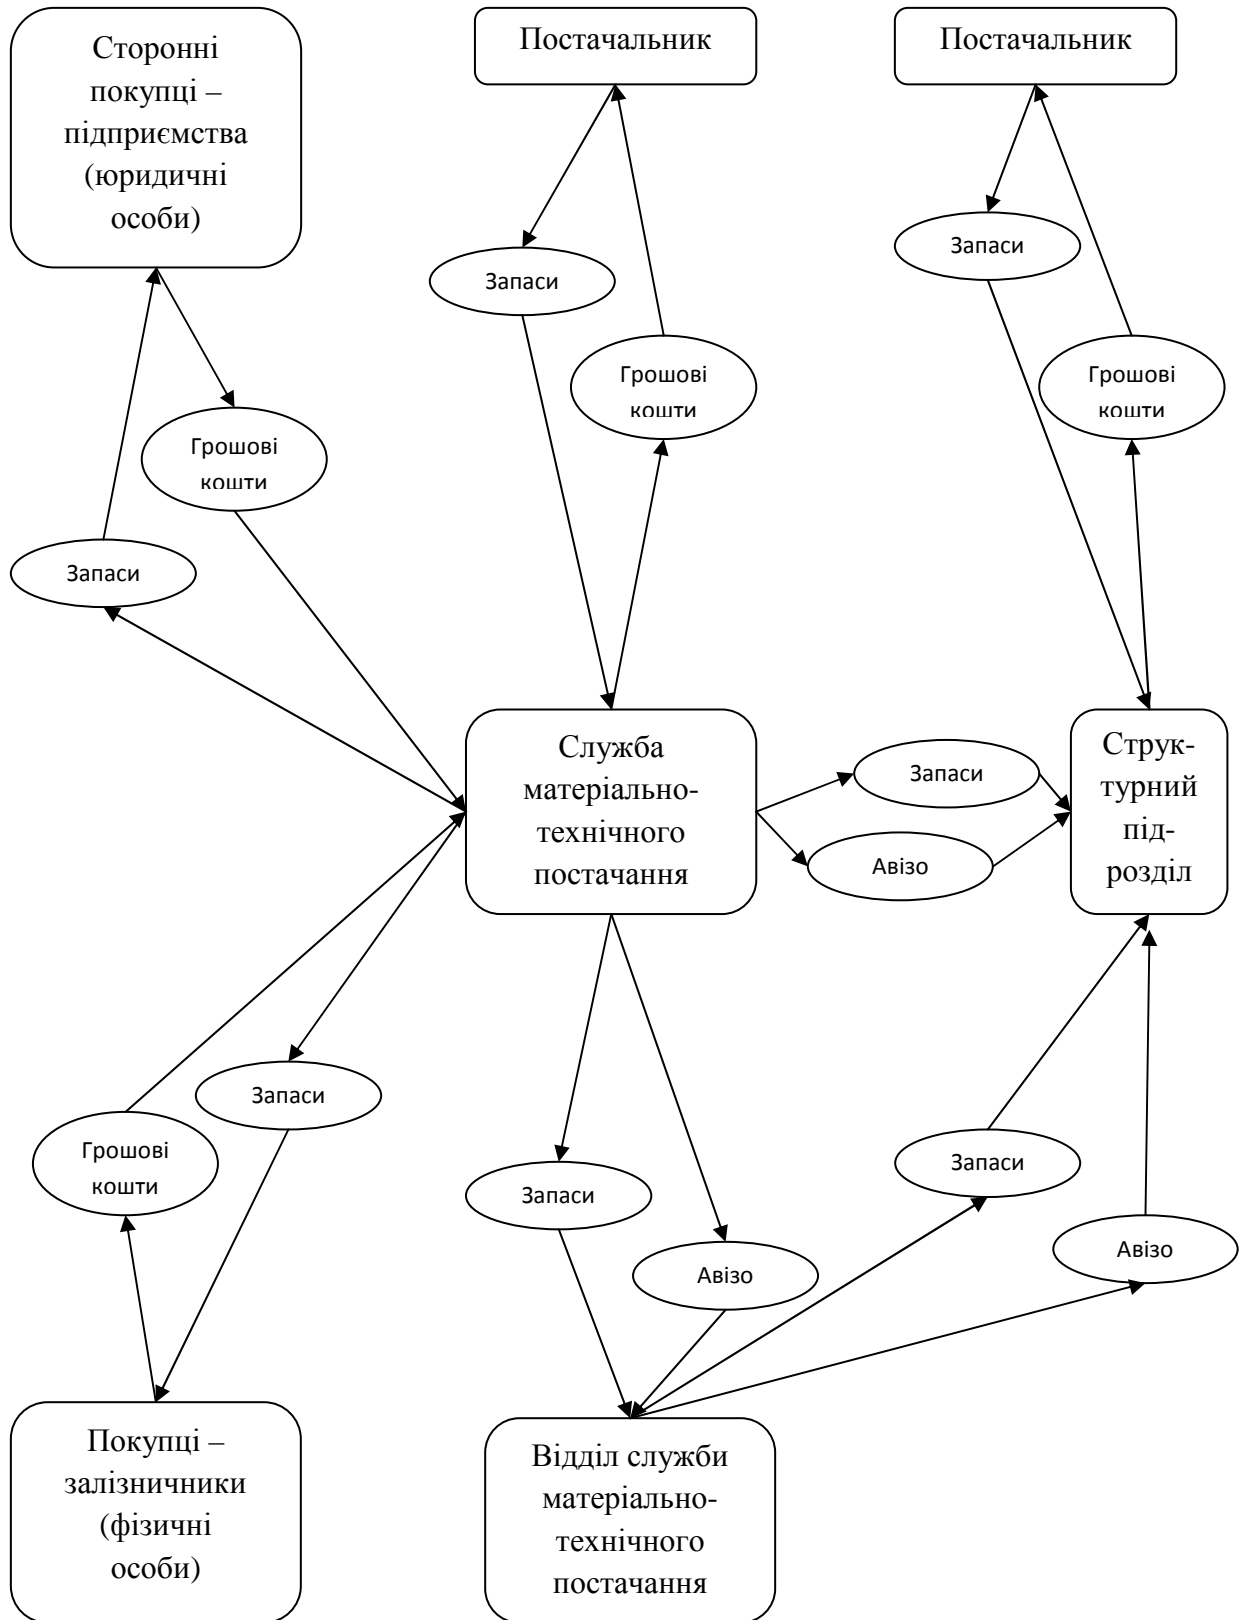 Сторонні
покупці –
підприємства
(юридичні
особи)
Постачальник
Постачальник
Запаси
Запаси
Грошові
кошти
Грошові
кошти
Грошові
кошти
Запаси
Служба
матеріально-
технічного
постачання
Запаси
Авізо
Струк-
турний
під-
розділ
Запаси
Грошові
кошти
Запаси
Авізо
Запаси
Авізо
Покупці –
залізничники
(фізичні
особи)
Відділ служби
матеріально-
технічного
постачання